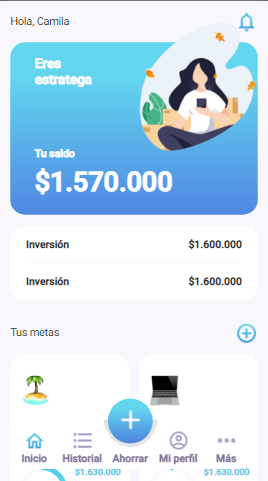 Hola, Camila
Eres
estratega
Tu saldo
$1.570.000
Inversión $1.600.000
Inversión $1.600.000
Tus metas
Inicio Historial Ahorrar Mi perfil Más
$1.630.000 $1.600.000